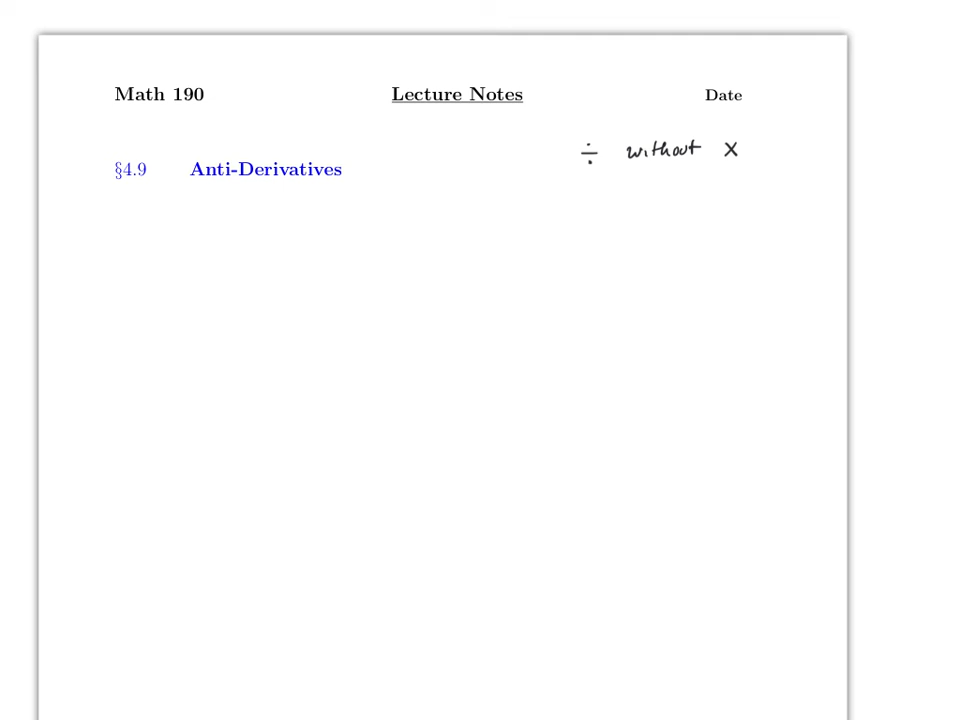 Math 190 Lecture Notes Date
÷ without ×
§4.9 Anti-Derivatives